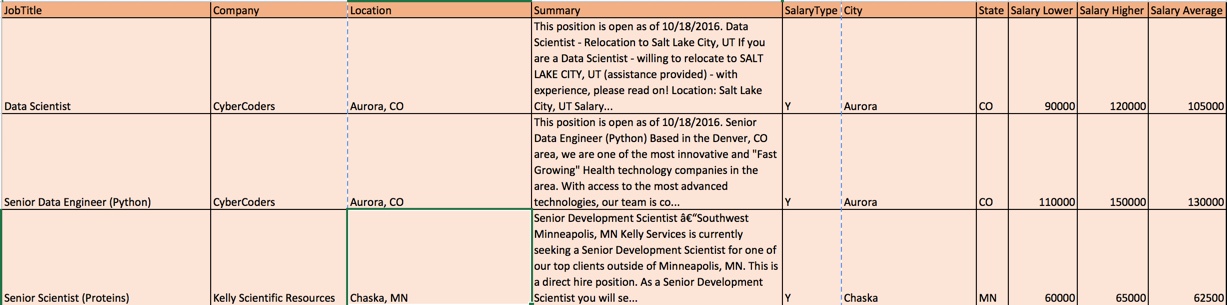 JobTitle Company Location Summary SalaryType City State Salary Lower Salary Higher Salary Average
This position is open as of 10/18/2016. Data
Scientist - Relocation to Salt Lake City, UT If you
are a Data Scientist - willing to relocate to SALT
LAKE CITY, UT (assistance provided) - with
experience, please read on! Location: Salt Lake
Data Scientist CyberCoders Aurora, CO City, UT Salary... Y Aurora CO 90000 120000 105000
This position is open as of 10/18/2016. Senior
Data Engineer (Python) Based in the Denver, CO
area, we are one of the most innovative and "Fast
Growing" Health technology companies in the
area. With access to the most advanced
Senior Data Engineer (Python) CyberCoders Aurora, CO technologies, our team is co... Y Aurora CO 110000 150000 130000
Senior Development Scientist â€“Southwest
Minneapolis, MN Kelly Services is currently
seeking a Senior Development Scientist for one of
our top clients outside of Minneapolis, MN. This is
a direct hire position. As a Senior Development
Senior Scientist (Proteins) Kelly Scientific Resources Chaska, MN Scientist you will se... Y Chaska MN 60000 65000 62500